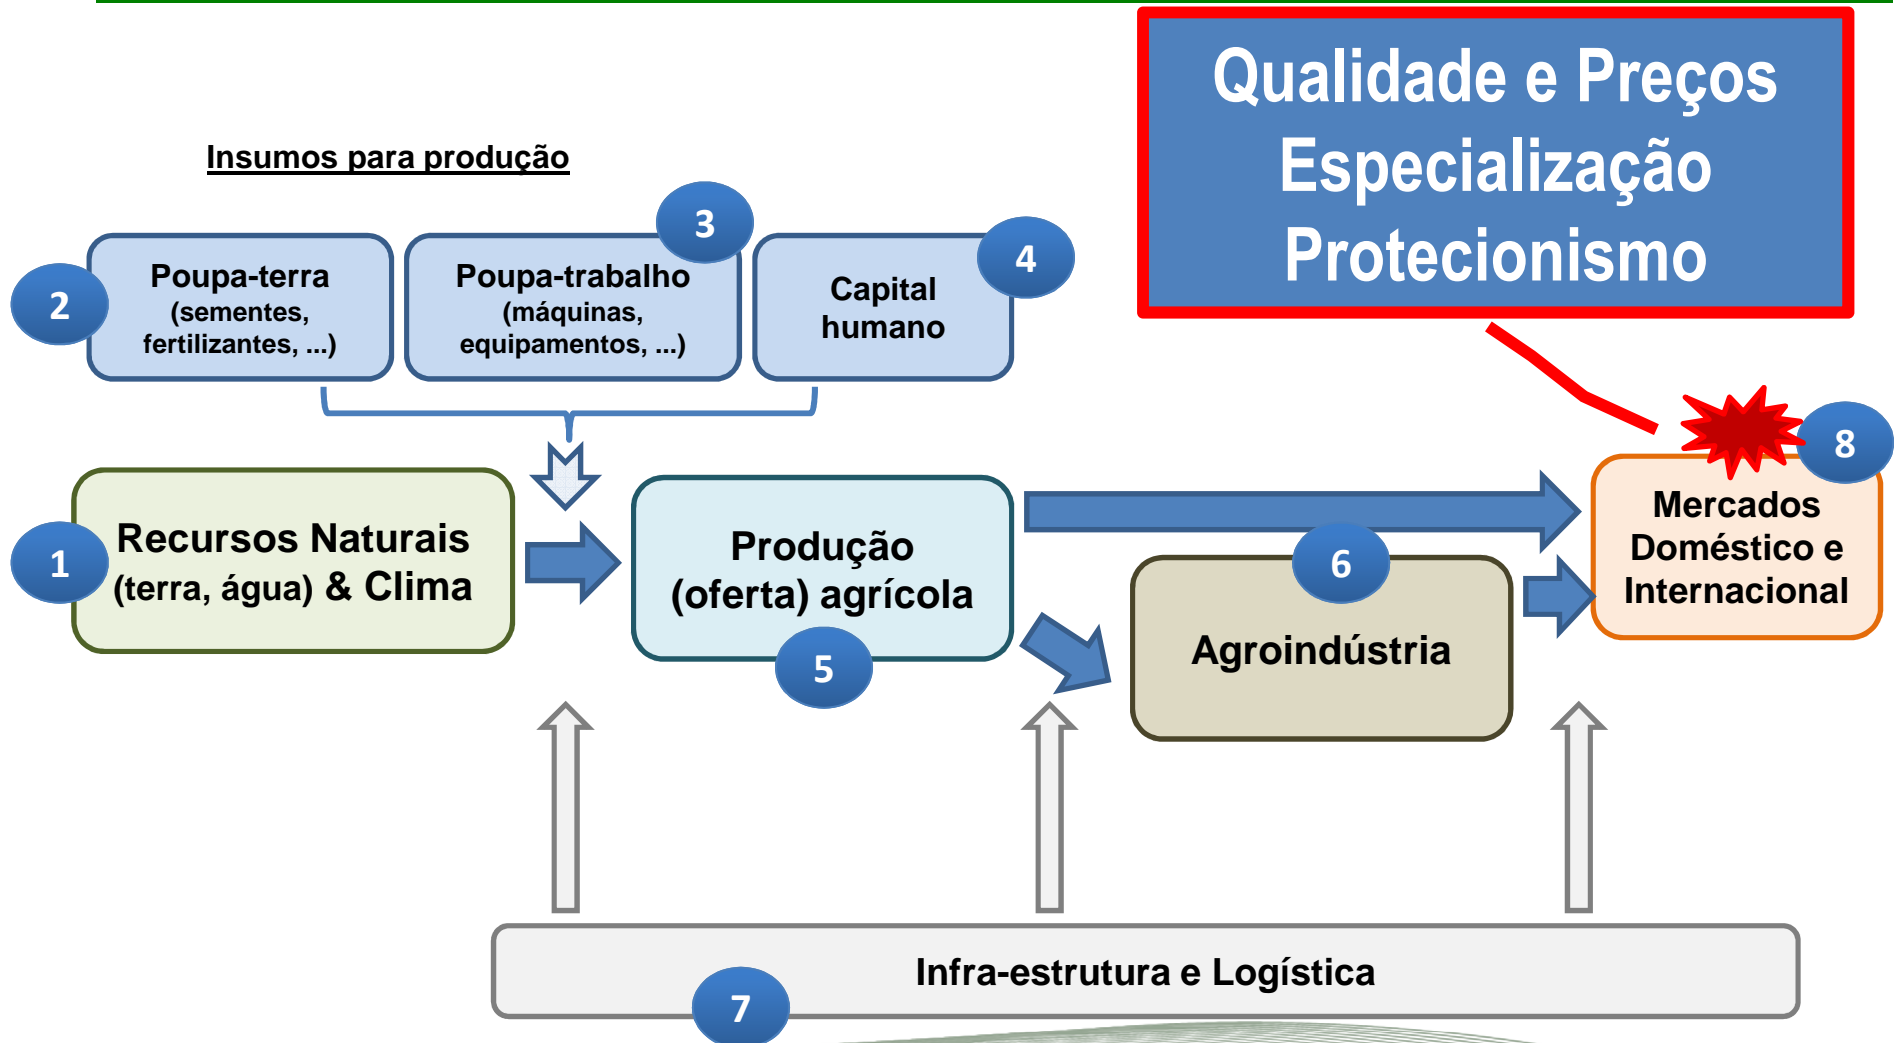 Qualidade e Preços
Especialização
Protecionismo
Insumos para produção
2
Poupa-terra
(sementes,
fertilizantes, ...)
3
Poupa-trabalho
(máquinas,
equipamentos, ...)
4
Capital
humano
1
Recursos Naturais
(terra, água) & Clima
Produção
(oferta) agrícola
5
6
Agroindústria
8
Mercados
Doméstico e
Internacional
Infra-estrutura e Logística
7